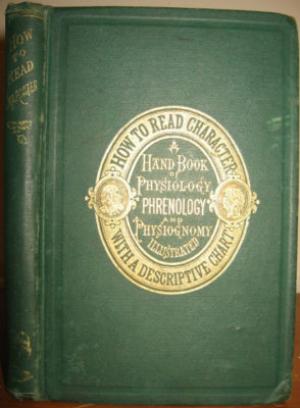 HOW
TO
READ
HOW TO READ CHARACTER
A
HAND BOOK
of
PHYSIOLOGY
PHRENOLOGY
AND
PHYSIOGNOMY
ILLUSTRATED
WITH A DESCRIPTIVE CHART